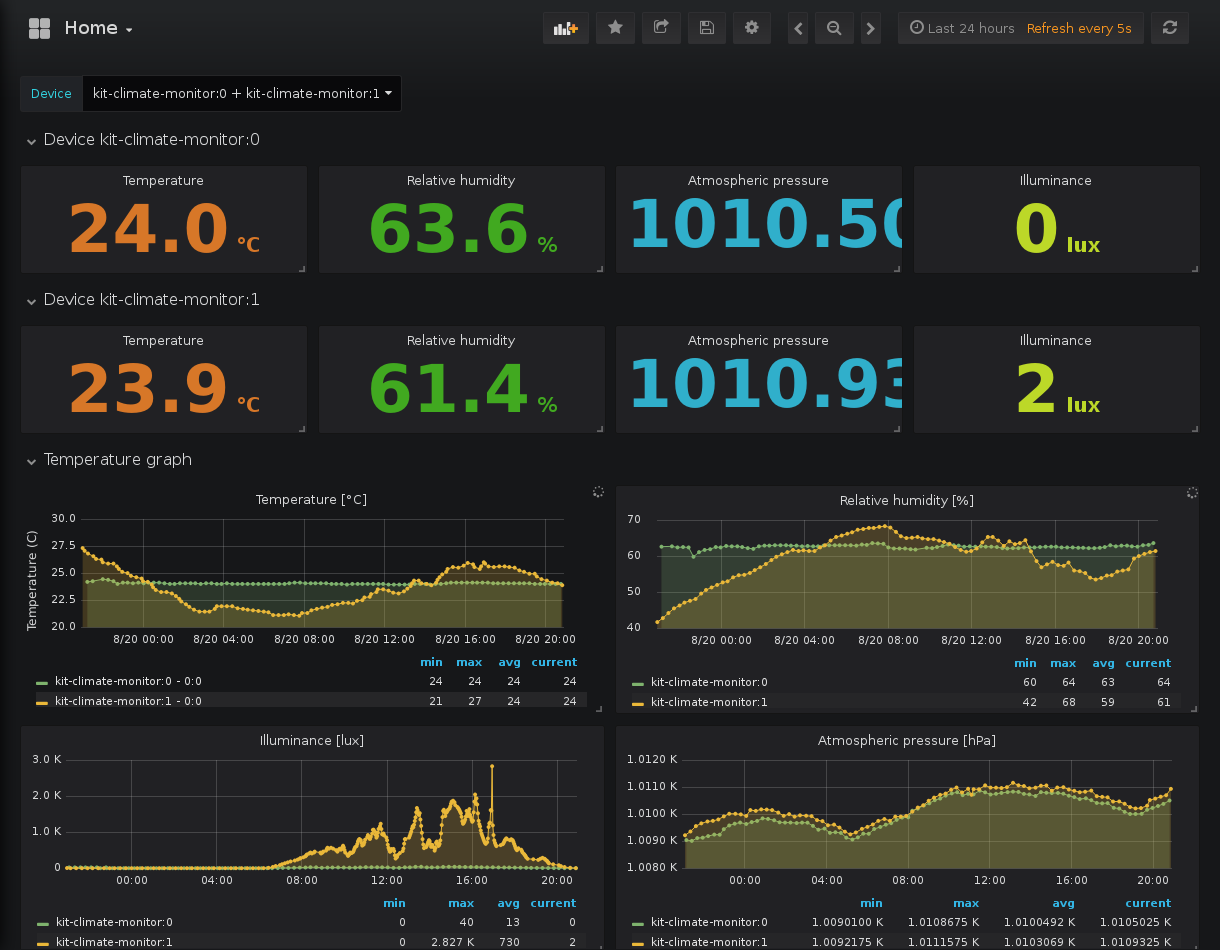 Home
Last 24 hours Refresh every 5s
Device kit-climate-monitor:0 + kit-climate-monitor:1
Device kit-climate-monitor:0
Temperature Relative humidity Atmospheric pressure Illuminance
24.0 °C 63.6 % 1010.50 0 lux
Device kit-climate-monitor:1
Temperature Relative humidity Atmospheric pressure Illuminance
23.9 °C 61.4 % 1010.93 2 lux
Temperature graph
Temperature [°C]
Temperature (C)
30.0
27.5
25.0
22.5
20.0
8/20 00:00 8/20 04:00 8/20 08:00 8/20 12:00 8/20 16:00 8/20 20:00
min max avg current
kit-climate-monitor:0 - 0:0 24 24 24 24
kit-climate-monitor:1 - 0:0 21 27 24 24
Relative humidity [%]
70
60
50
40
8/20 00:00 8/20 04:00 8/20 08:00 8/20 12:00 8/20 16:00 8/20 20:00
min max avg current
kit-climate-monitor:0 60 64 63 64
kit-climate-monitor:1 42 68 59 61
Illuminance [lux]
3.0 K
2.0 K
1.0 K
0
00:00 04:00 08:00 12:00 16:00 20:00
min max avg current
kit-climate-monitor:0 0 40 13 0
kit-climate-monitor:1 0 2.827 K 730 2
Atmospheric pressure [hPa]
1.0120 K
1.0110 K
1.0100 K
1.0090 K
1.0080 K
00:00 04:00 08:00 12:00 16:00 20:00
min max avg current
kit-climate-monitor:0 1.0090100 K 1.0108675 K 1.0100492 K 1.0105025 K
kit-climate-monitor:1 1.0092175 K 1.0111575 K 1.0103069 K 1.0109325 K